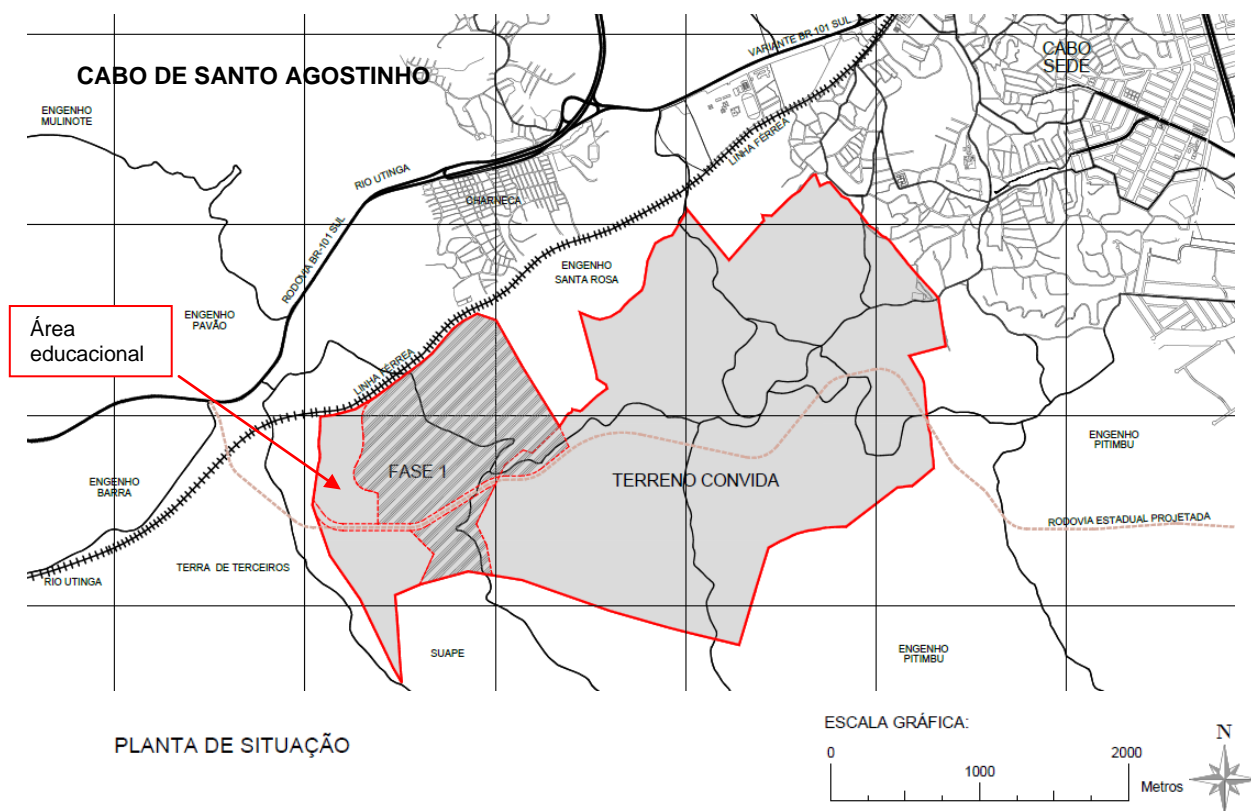 VARIANTE BR 101 SUL
CABO
SEDE
CABO DE SANTO AGOSTINHO
ENGENHO
MULINOTE
LINHA FÉRREA
RIO UTINGA
CHARNECA
RODOVIA BR-101 SUL
ENGENHO
SANTA ROSA
Área
educacional
ENGENHO
PAVÃO
LINHA FÉRREA
ENGENHO
PITIMBU
FASE 1
TERRENO CONVIDA
ENGENHO
BARRA
RODOVIA ESTADUAL PROJETADA
TERRA DE TERCEIROS
RIO UTINGA
SUAPE
ENGENHO
PITIMBU
PLANTA DE SITUAÇÃO
ESCALA GRÁFICA:
0
1000
2000
Metros
N